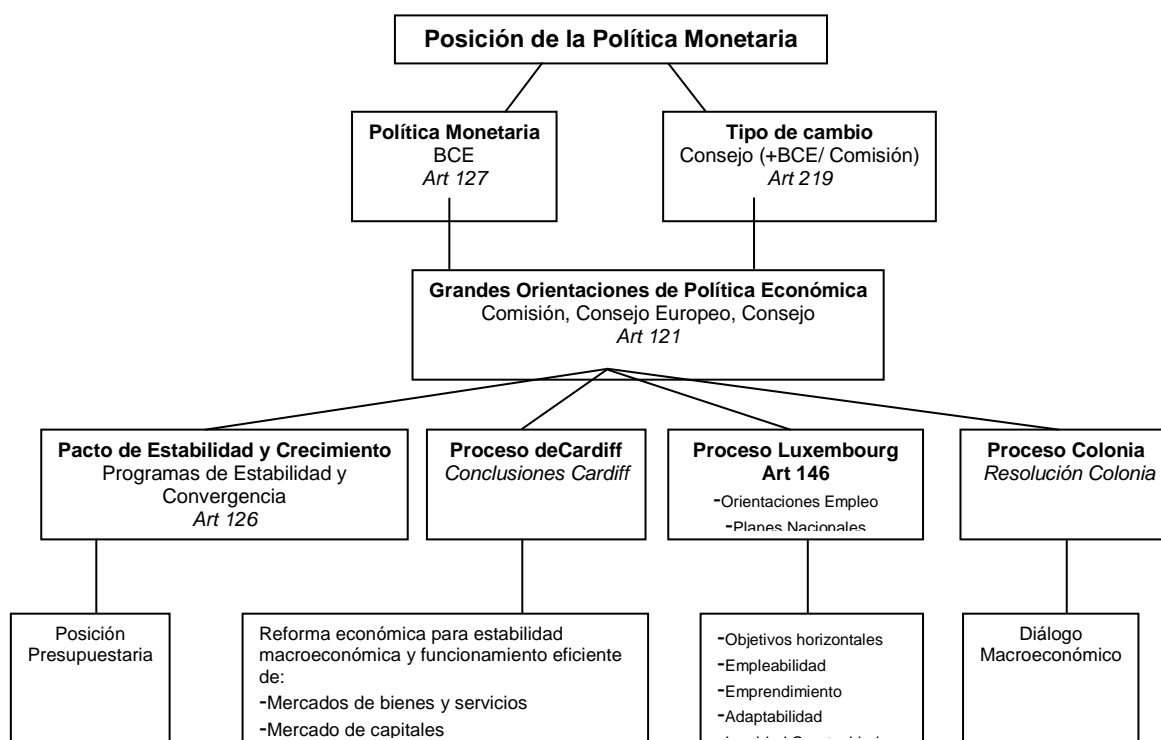 Posición de la Política Monetaria
Política Monetaria
BCE
Art 127
Tipo de cambio
Consejo (+BCE/ Comisión)
Art 219
Grandes Orientaciones de Política Económica
Comisión, Consejo Europeo, Consejo
Art 121
Pacto de Estabilidad y Crecimiento
Programas de Estabilidad y
Convergencia
Art 126
Proceso deCardiff
Conclusiones Cardiff
Proceso Luxembourg
Art 146
-Orientaciones Empleo
-Planes Nacionales
Proceso Colonia
Resolución Colonia
Posición
Presupuestaria
Reforma económica para estabilidad
macroeconómica y funcionamiento eficiente
de:
-Mercados de bienes y servicios
-Mercado de capitales
-Objetivos horizontales
-Empleabilidad
-Emprendimiento
-Adaptabilidad
Diálogo
Macroeconómico